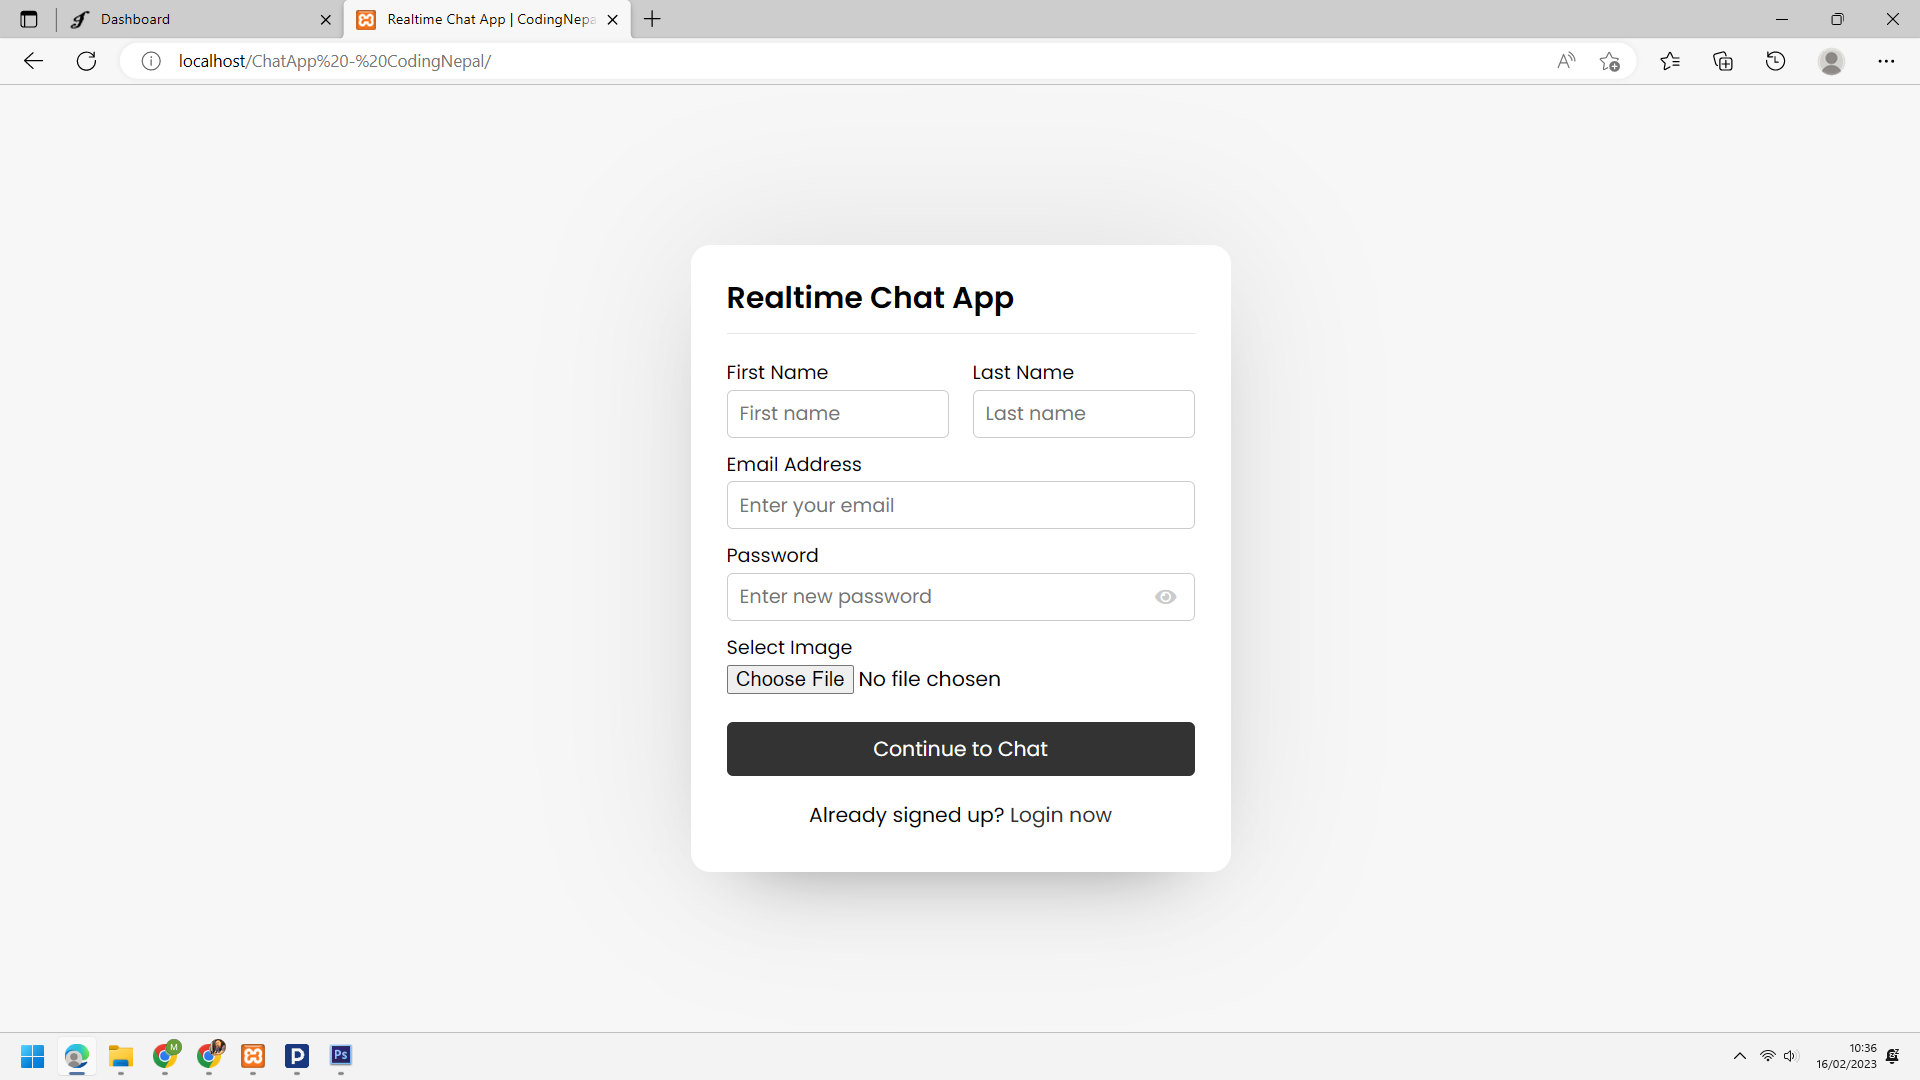 Dashboard
Realtime Chat App | CodingNepa
localhost/ChatApp%20-%20CodingNepal/
Realtime Chat App
First Name
Last Name
First name
Last name
Email Address
Enter your email
Password
Enter new password
Select Image
Choose File No file chosen
Continue to Chat
Already signed up? Login now
M
P
Ps
10:36
16/02/2023